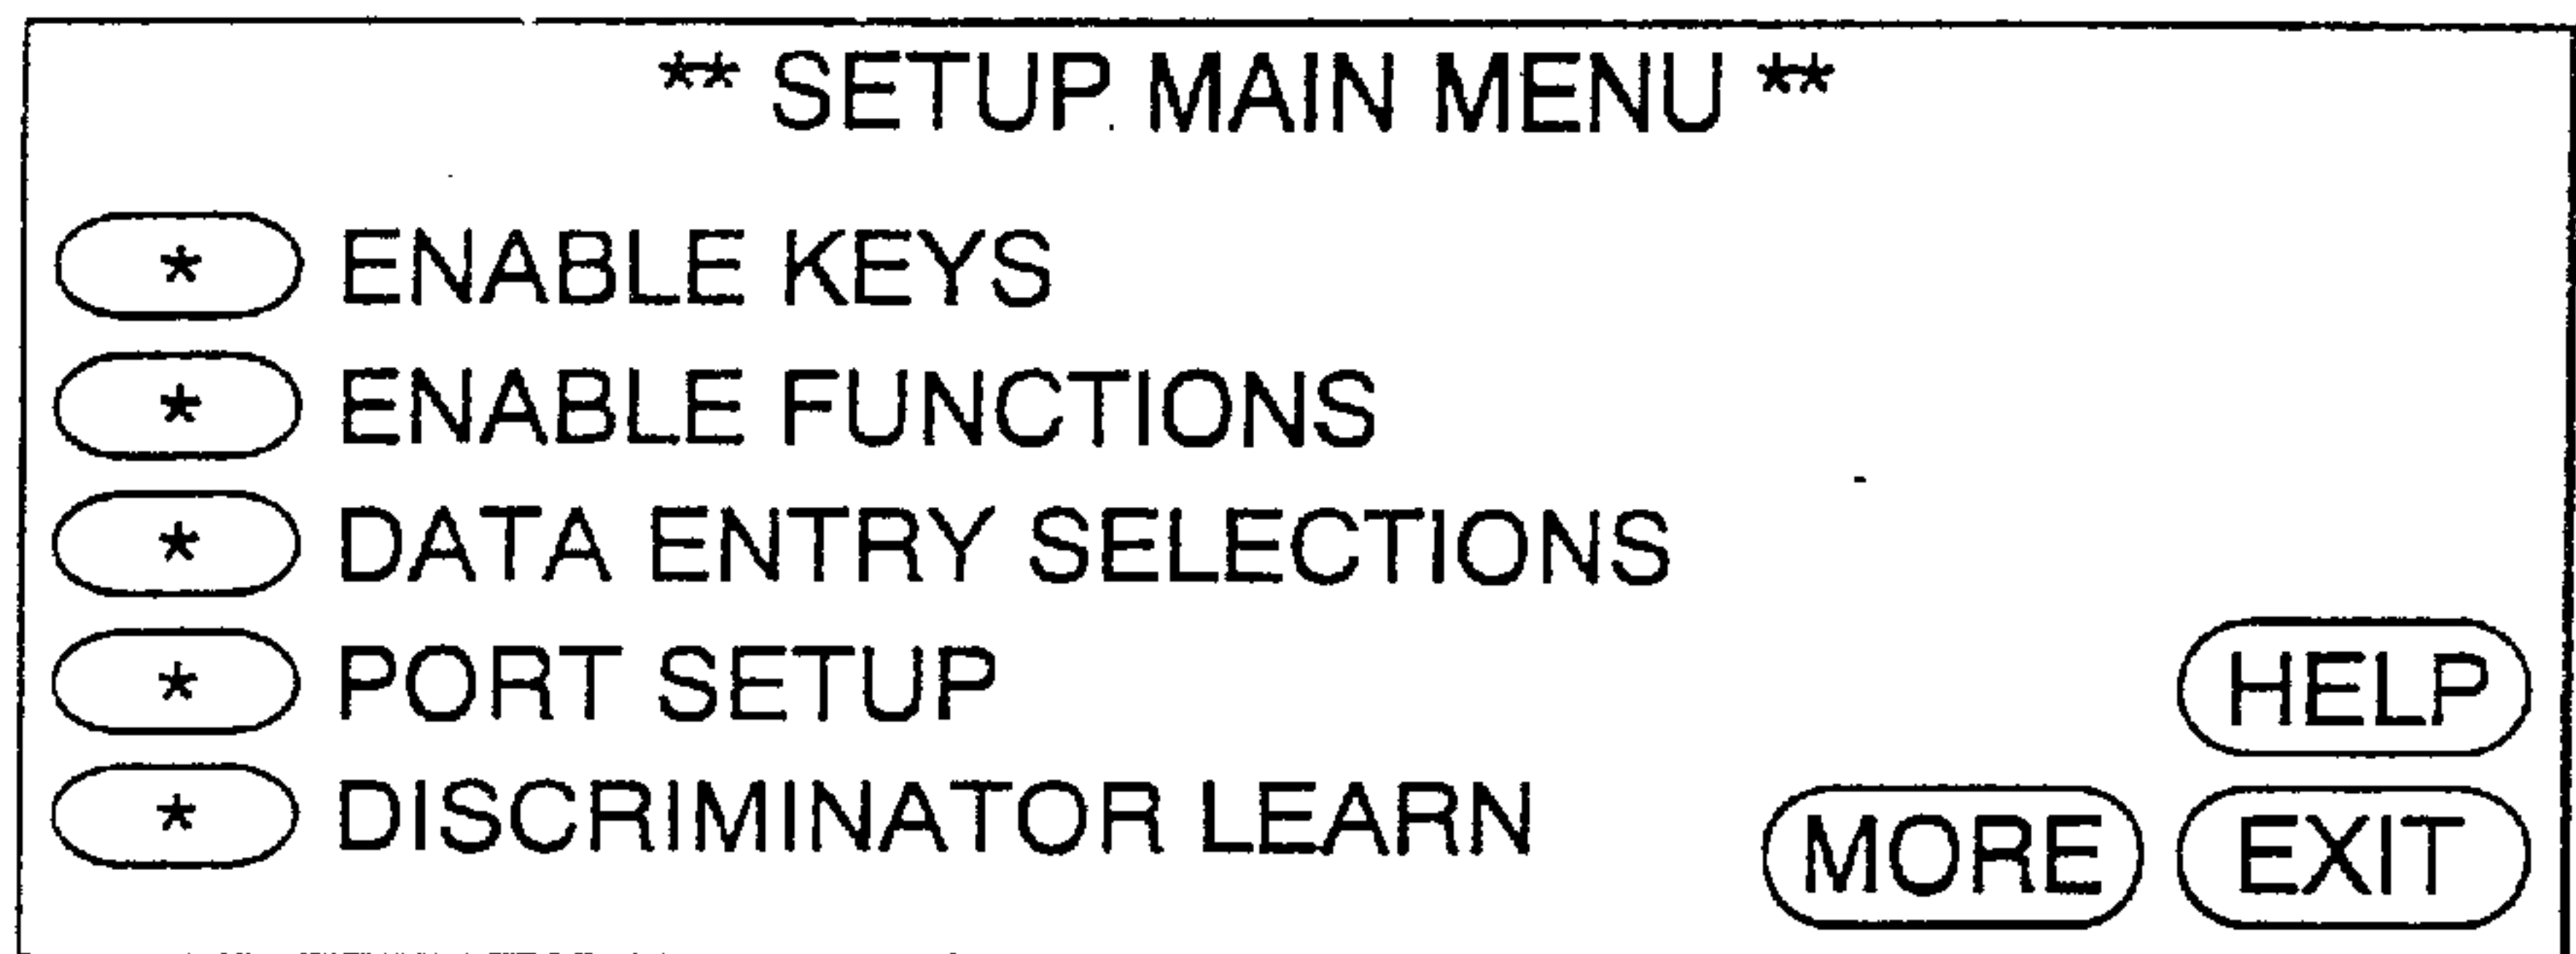 ** SETUP MAIN MENU **
* ENABLE KEYS
* ENABLE FUNCTIONS
* DATA ENTRY SELECTIONS
* PORT SETUP
HELP
* DISCRIMINATOR LEARN
MORE EXIT